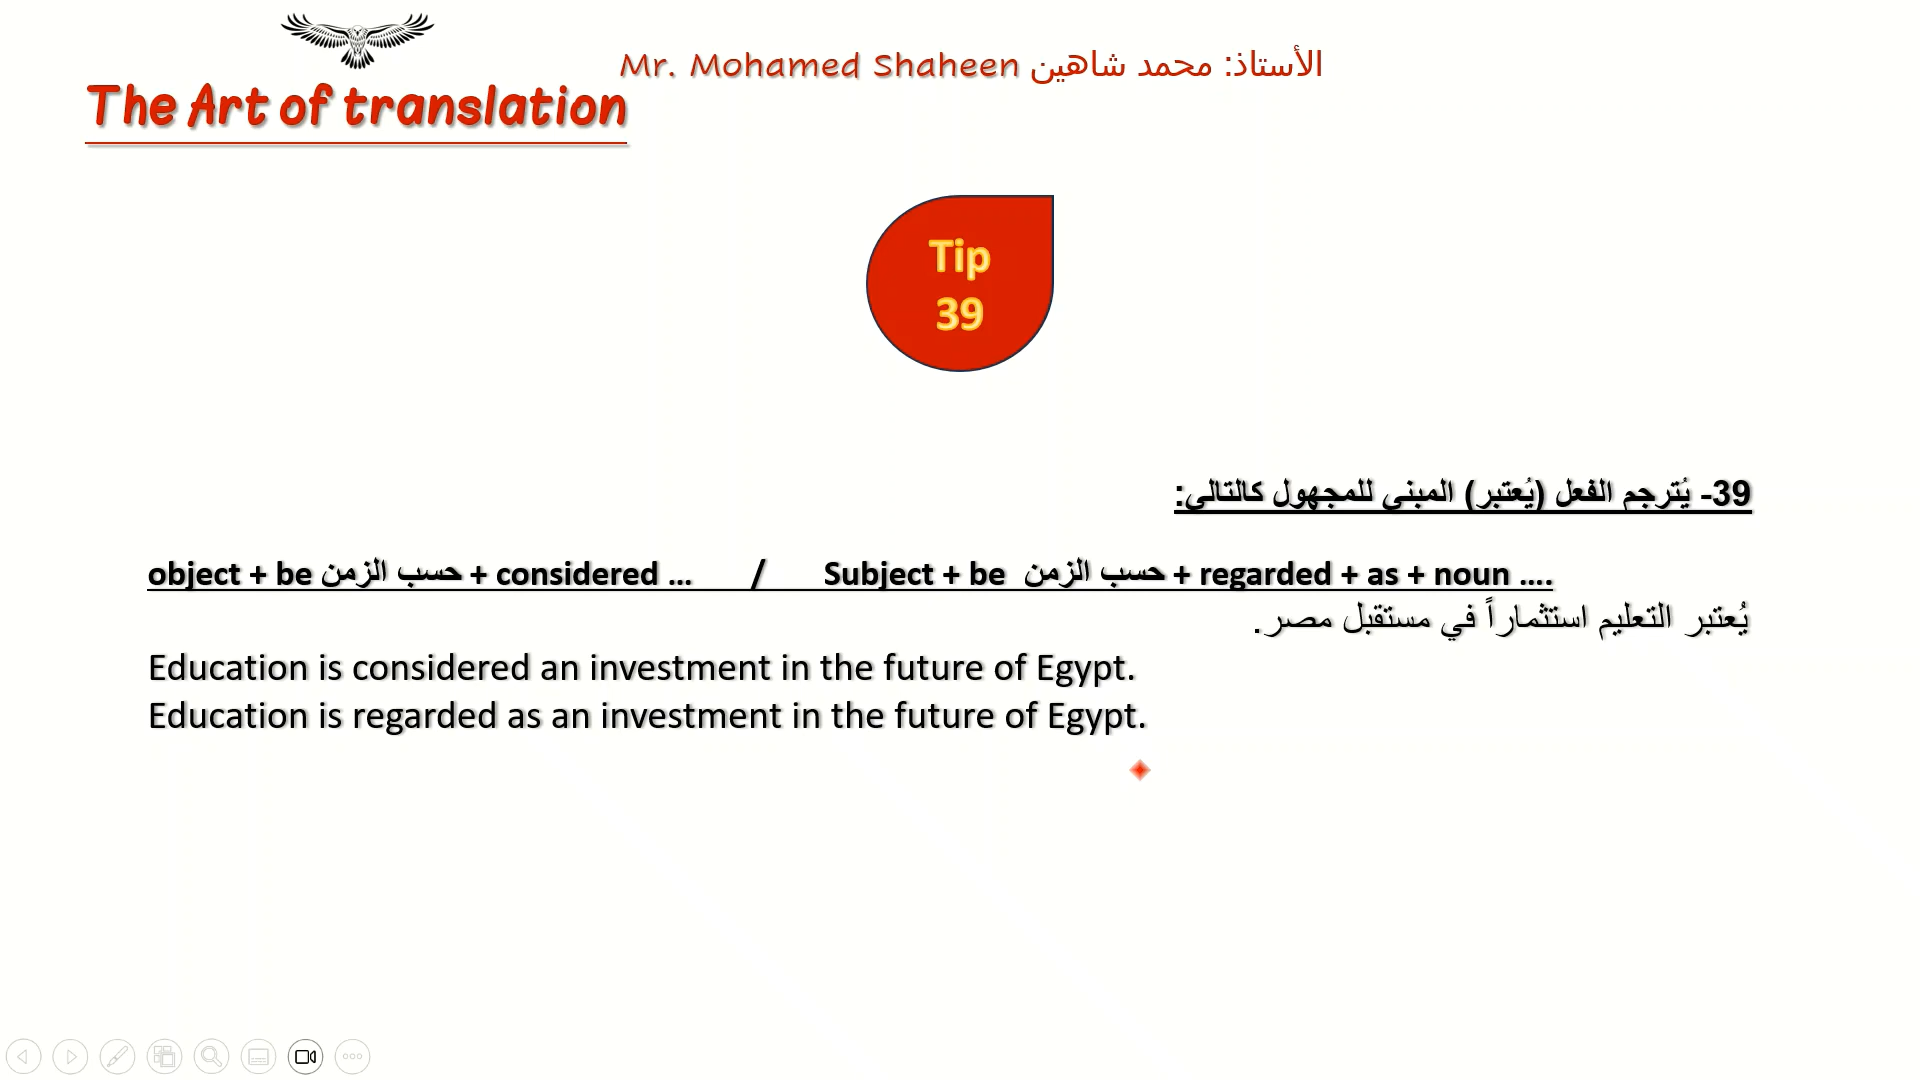 Mr. Mohamed Shaheen الأستاذ: محمد شاهين
The Art of translation
Tip
39
39- يُترجم الفعل (يُعتبر) المبني للمجهول كالتالي:
object + be حسب الزمن + considered ... / Subject + be حسب الزمن + regarded + as + noun ....
يُعتبر التعليم استثماراً في مستقبل مصر.
Education is considered an investment in the future of Egypt.
Education is regarded as an investment in the future of Egypt.